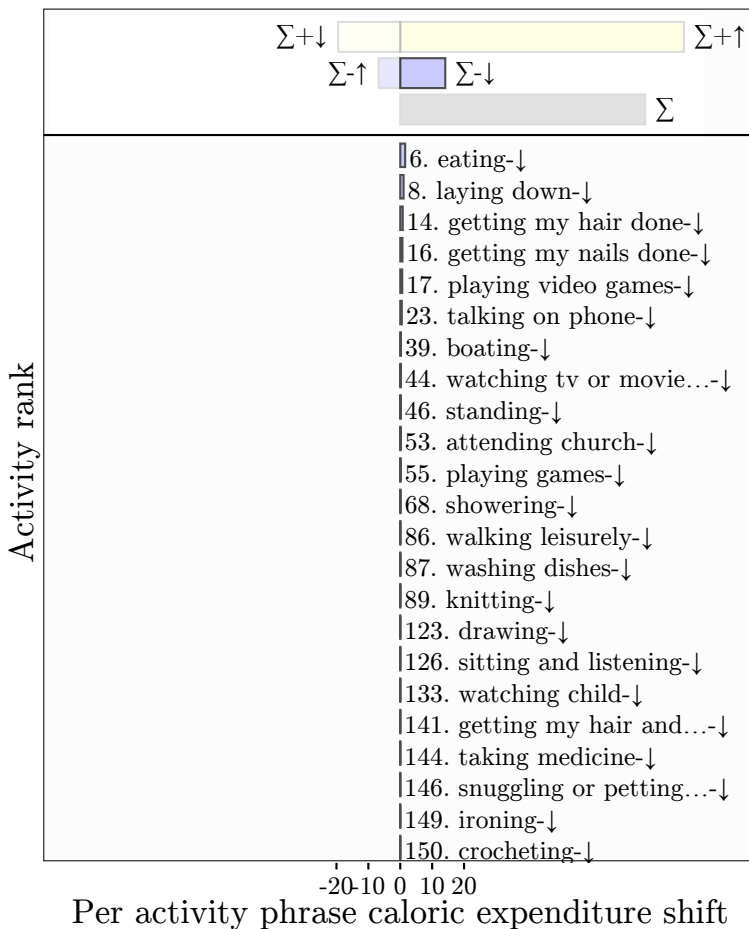 ∑+↓ ∑+↑
∑-↑ ∑-↓
∑
6. eating-↓
8. laying down-↓
14. getting my hair done-↓
16. getting my nails done-↓
17. playing video games-↓
23. talking on phone-↓
39. boating-↓
44. watching tv or movie…-↓
46. standing-↓
53. attending church-↓
55. playing games-↓
68. showering-↓
86. walking leisurely-↓
87. washing dishes-↓
89. knitting-↓
123. drawing-↓
126. sitting and listening-↓
133. watching child-↓
141. getting my hair and…-↓
144. taking medicine-↓
146. snuggling or petting…-↓
149. ironing-↓
150. crocheting-↓
Activity rank
-20 -10 0 10 20
Per activity phrase caloric expenditure shift